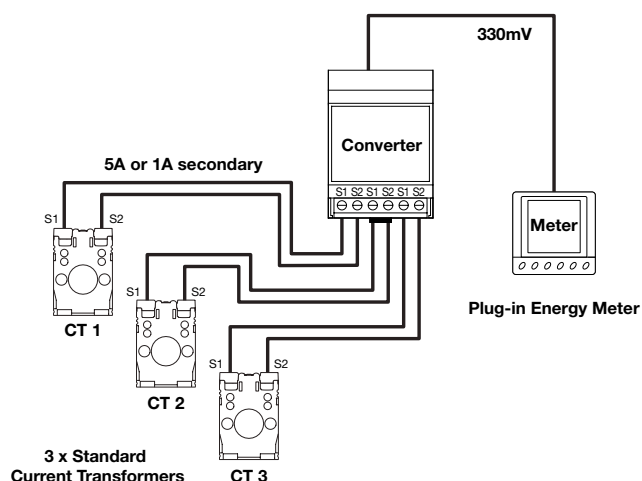 330mV
Converter
5A or 1A secondary
S1 S2 S1 S2 S1 S2
S1 S2
Meter
CT 1
S1 S2
Plug-in Energy Meter
CT 2
S1 S2
3 x Standard
Current Transformers
CT 3